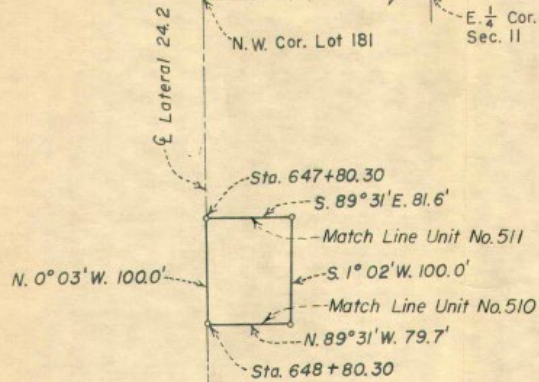 E. 1/4 Cor.
Sec. 11
N.W. Cor. Lot 181
℄ Lateral 24.2
Sta. 647+80.30
S. 89°31'E. 81.6'
Match Line Unit No. 511
N. 0°03'W. 100.0'
S. 1°02'W. 100.0'
Match Line Unit No. 510
N. 89°31'W. 79.7'
Sta. 648+80.30